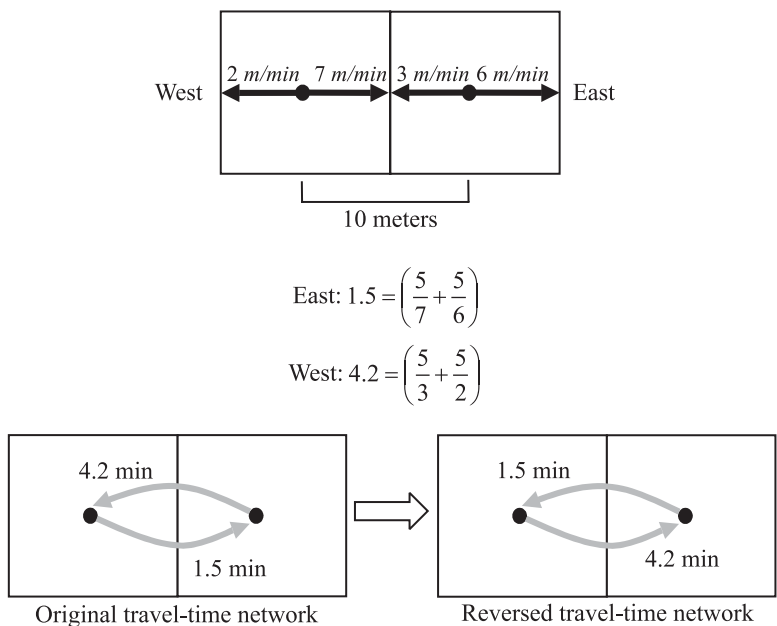 2 m/min 7 m/min 3 m/min 6 m/min
West East
10 meters
East: 1.5 = (5/7 + 5/6)
West: 4.2 = (5/3 + 5/2)
4.2 min 1.5 min
1.5 min 4.2 min
Original travel-time network Reversed travel-time network